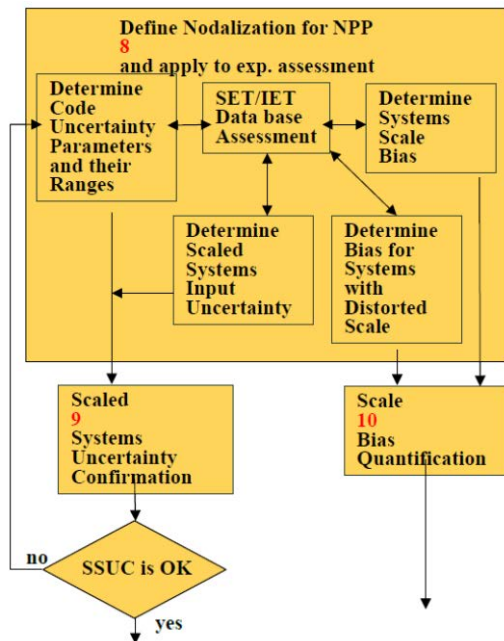 Define Nodalization for NPP
8
and apply to exp. assessment
Determine
Code
Uncertainty
Parameters
and their
Ranges
SET/IET
Data base
Assessment
Determine
Systems
Scale
Bias
Determine
Scaled
Systems
Input
Uncertainty
Determine
Bias for
Systems
with
Distorted
Scale
Scaled
9
Systems
Uncertainty
Confirmation
Scale
10
Bias
Quantification
no
SSUC is OK
yes